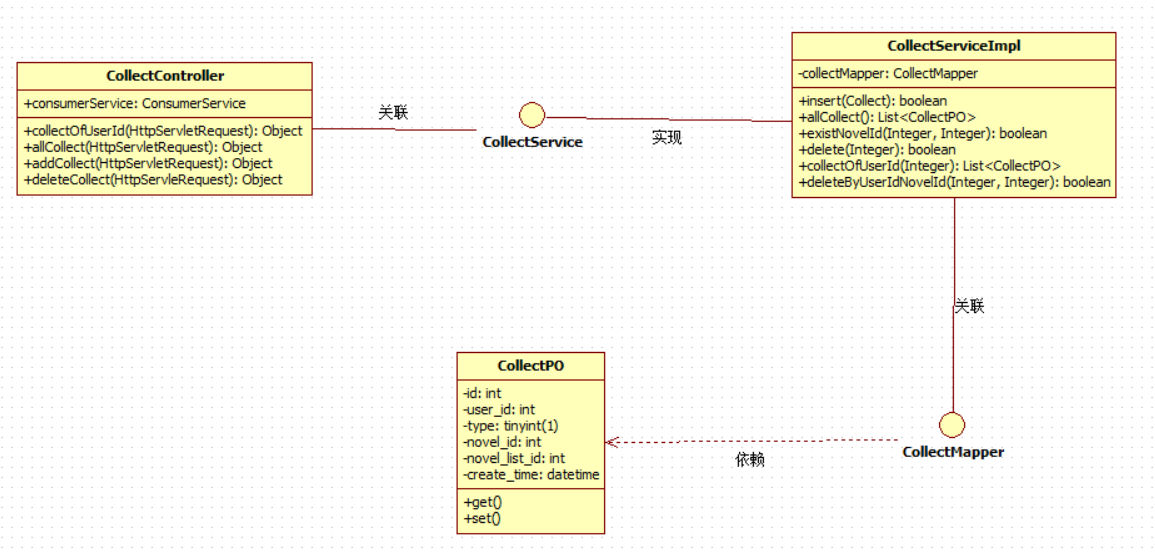 CollectController
+consumerService: ConsumerService
+collectOfUserId(HttpServletRequest): Object
+allCollect(HttpServletRequest): Object
+addCollect(HttpServletRequest): Object
+deleteCollect(HttpServleRequest): Object
关联
CollectService
实现
CollectServiceImpl
-collectMapper: CollectMapper
+insert(Collect): boolean
+allCollect(): List<CollectPO>
+existNovelId(Integer, Integer): boolean
+delete(Integer): boolean
+collectOfUserId(Integer): List<CollectPO>
+deleteByUserIdNovelId(Integer, Integer): boolean
关联
CollectPO
-id: int
-user_id: int
-type: tinyint(1)
-novel_id: int
-novel_list_id: int
-create_time: datetime
+get()
+set()
依赖
CollectMapper